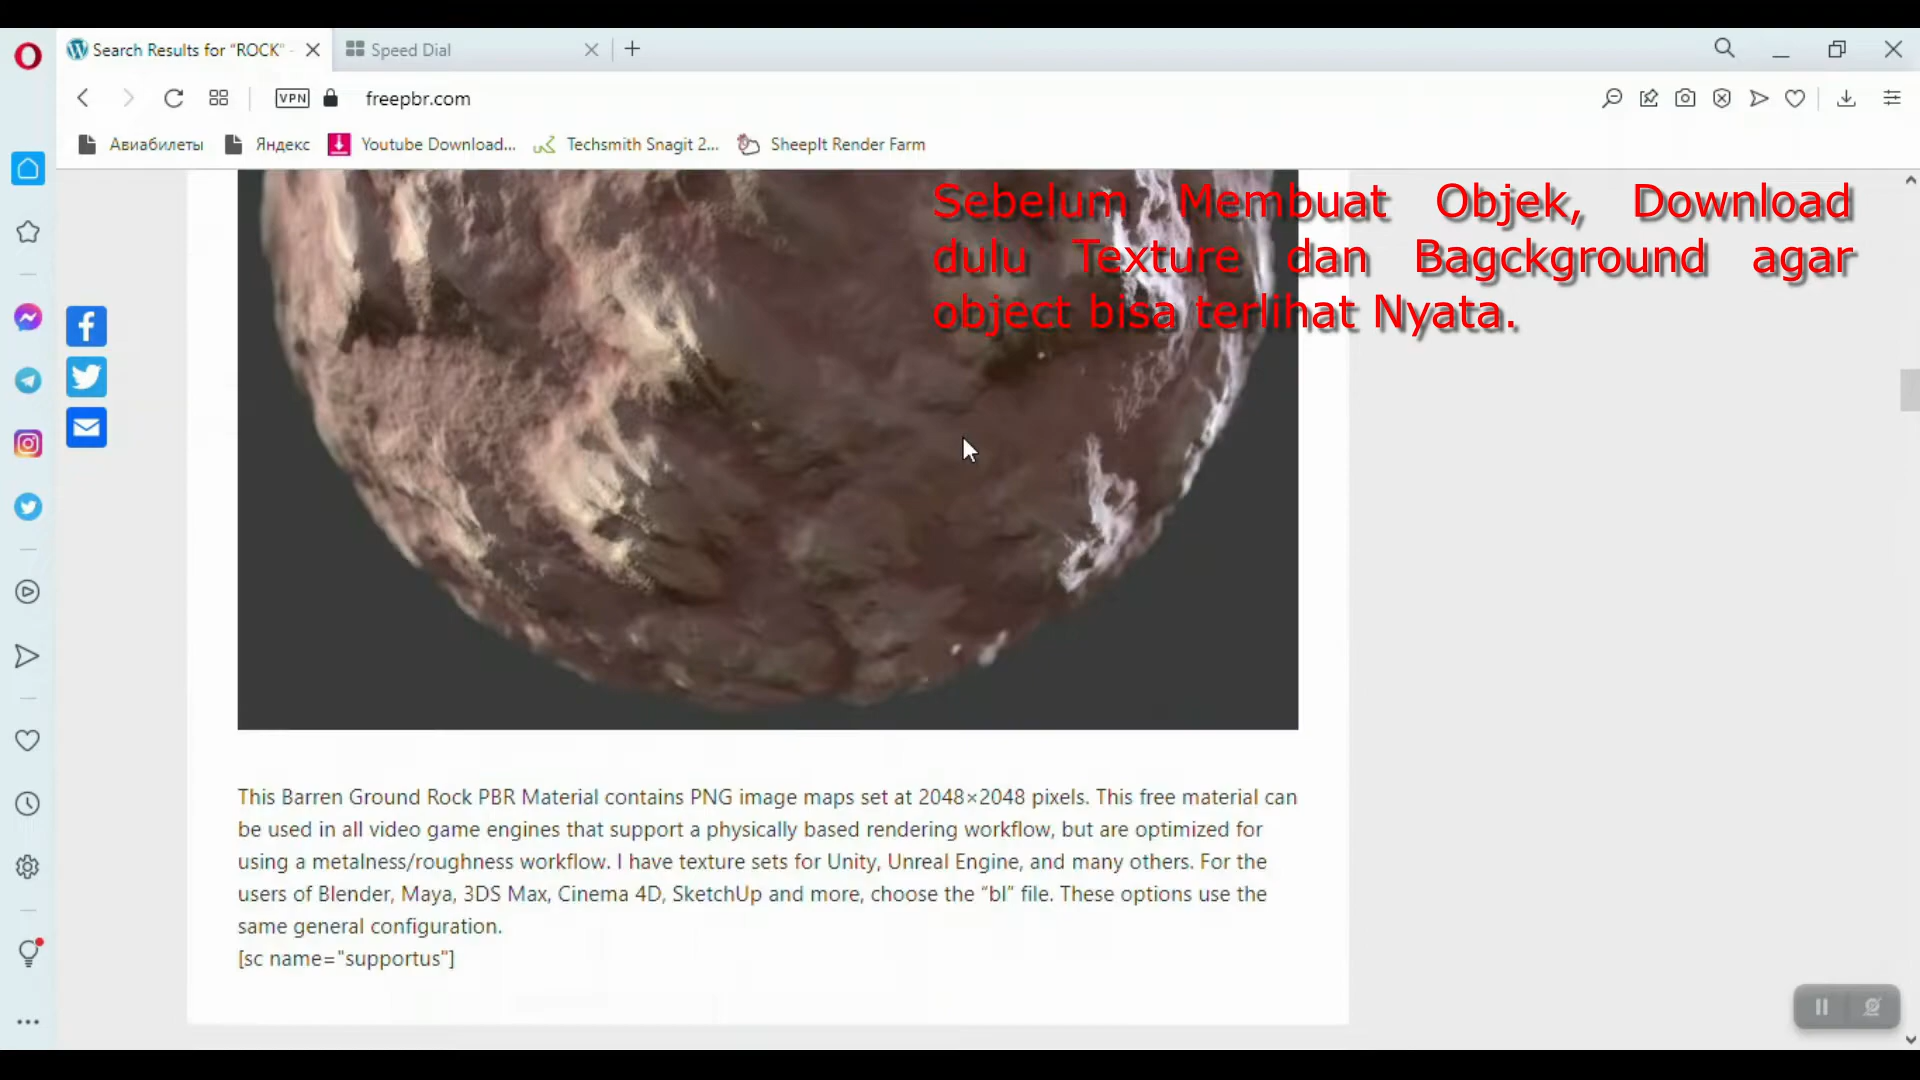 Search Results for “ROCK” -
Speed Dial
VPN
freepbr.com
Авиабилеты
Яндекс
Youtube Download...
Techsmith Snagit 2...
SheepIt Render Farm
Sebelum Membuat Objek, Download
dulu Texture dan Bagckground agar
object bisa terlihat Nyata.
This Barren Ground Rock PBR Material contains PNG image maps set at 2048×2048 pixels. This free material can
be used in all video game engines that support a physically based rendering workflow, but are optimized for
using a metalness/roughness workflow. I have texture sets for Unity, Unreal Engine, and many others. For the
users of Blender, Maya, 3DS Max, Cinema 4D, SketchUp and more, choose the “bl” file. These options use the
same general configuration.
[sc name="supportus"]